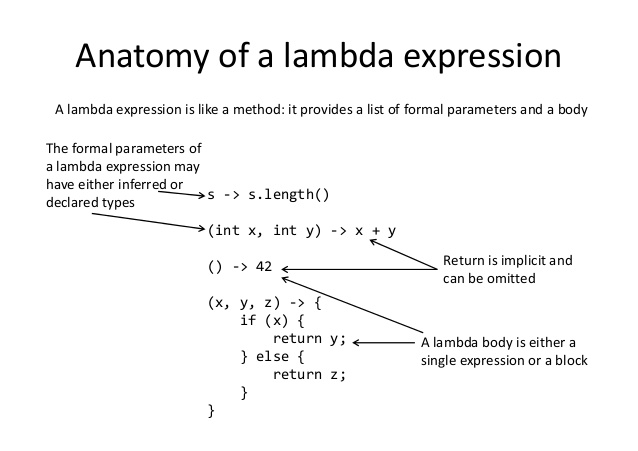 Anatomy of a lambda expression
A lambda expression is like a method: it provides a list of formal parameters and a body
The formal parameters of
a lambda expression may
have either inferred or
declared types
s -> s.length()
(int x, int y) -> x + y
() -> 42
Return is implicit and
can be omitted
(x, y, z) -> {
    if (x) {
        return y;
    } else {
        return z;
    }
}
A lambda body is either a
single expression or a block